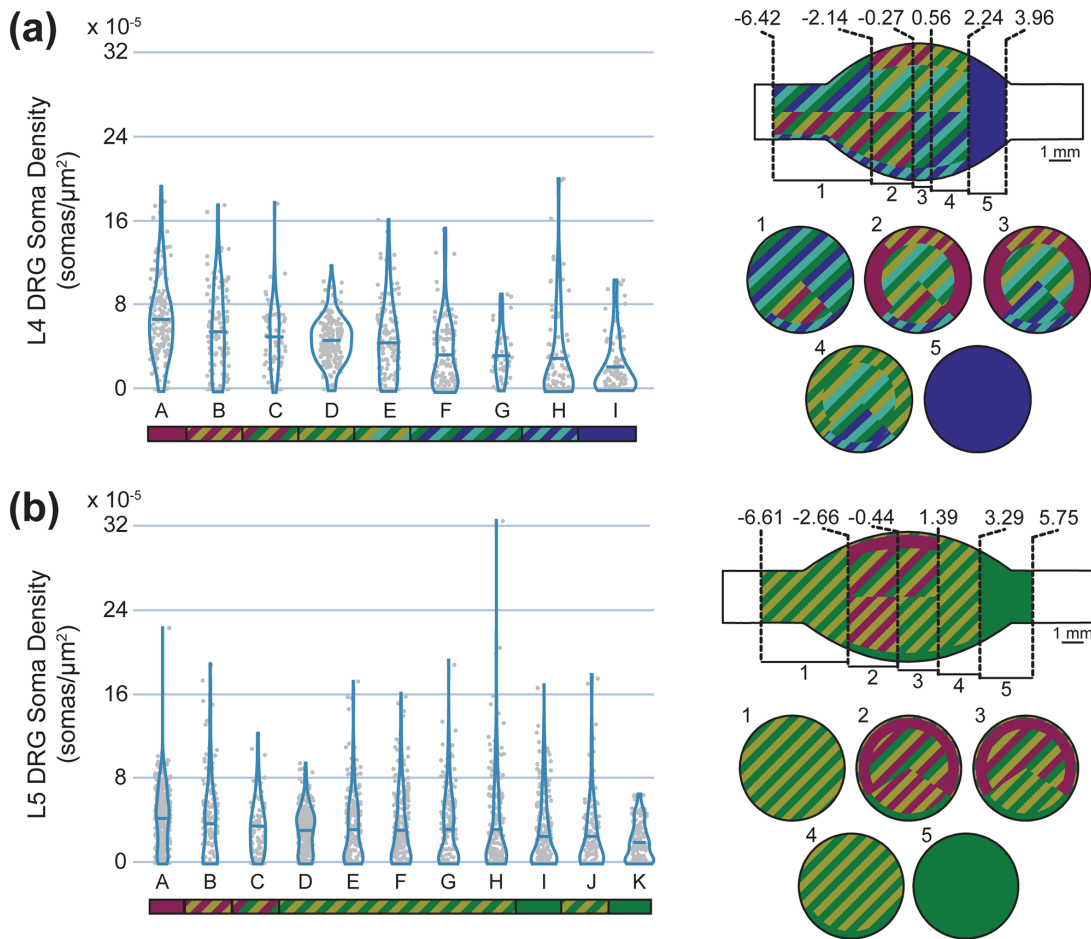 (a)
x 10-5
32
24
16
8
0
L4 DRG Soma Density
(somas/µm2)
A B C D E F G H I
-6.42 -2.14 -0.27 0.56 2.24 3.96
1 mm
1 2 3 4 5
1 2 3
4 5
(b)
x 10-5
32
24
16
8
0
L5 DRG Soma Density
(somas/µm2)
A B C D E F G H I J K
-6.61 -2.66 -0.44 1.39 3.29 5.75
1 mm
1 2 3 4 5
1 2 3
4 5